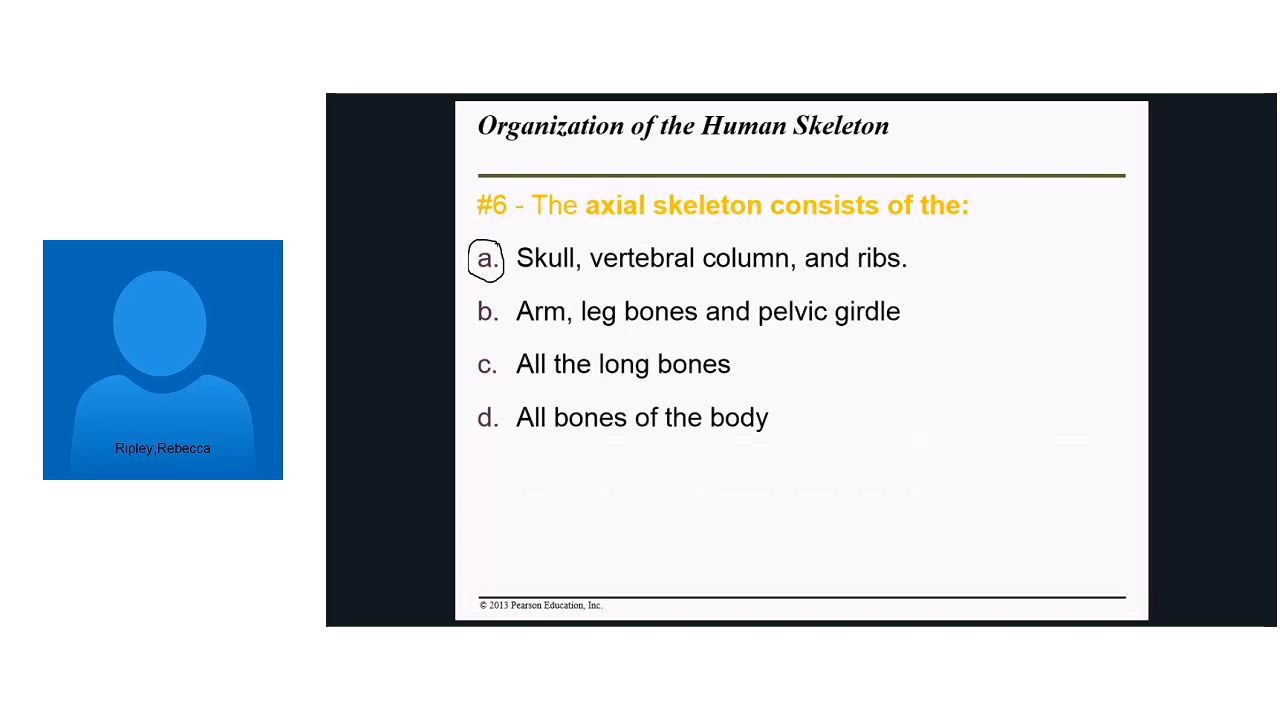 Organization of the Human Skeleton
#6 - The axial skeleton consists of the:
a. Skull, vertebral column, and ribs.
b. Arm, leg bones and pelvic girdle
c. All the long bones
d. All bones of the body
Ripley,Rebecca
© 2013 Pearson Education, Inc.